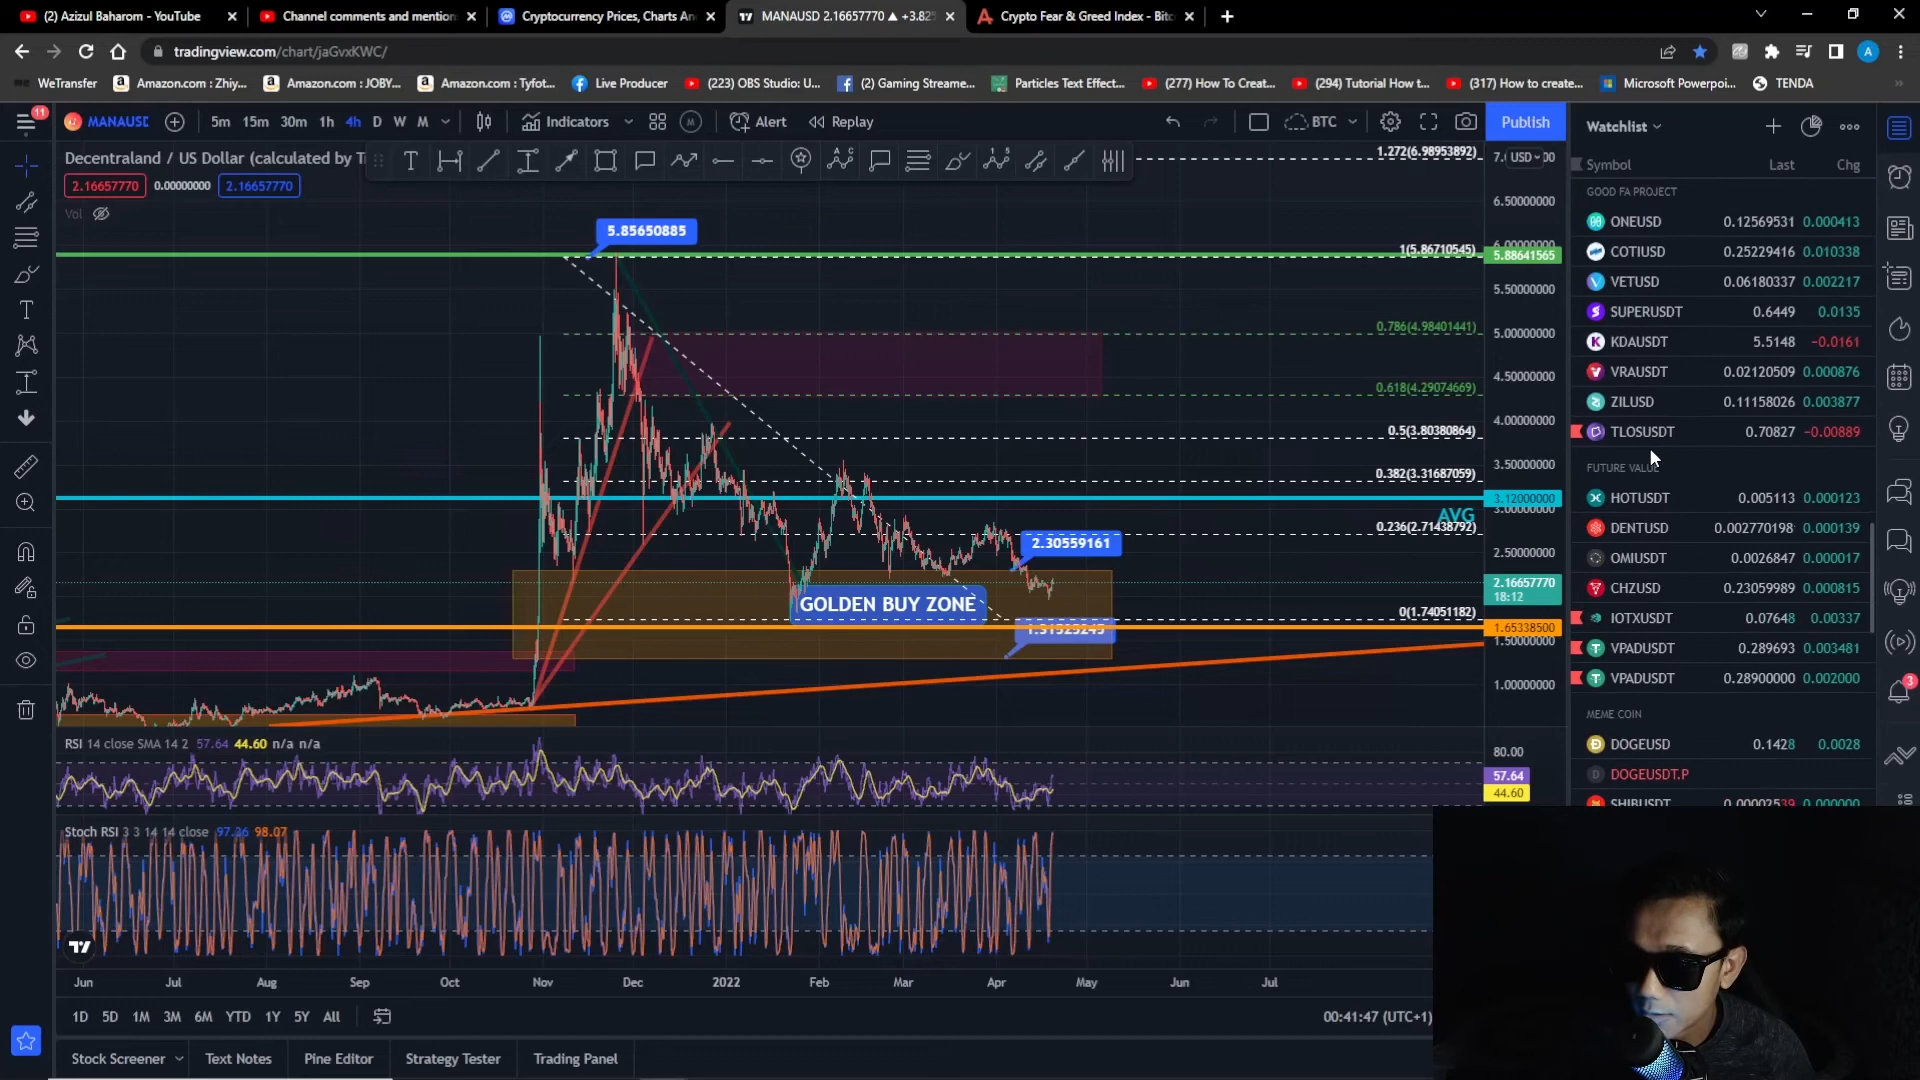 (2) Azizul Baharom - YouTube
Channel comments and mention
Cryptocurrency Prices, Charts An
MANAUSD 2.16657770 ▲ +3.82
Crypto Fear & Greed Index - Bitc
tradingview.com/chart/jaGvxKWC/
A
WeTransfer
Amazon.com : Zhiy...
Amazon.com : JOBY...
Amazon.com : Tyfot...
Live Producer
(223) OBS Studio: U...
(2) Gaming Streame...
Particles Text Effect...
(277) How To Creat...
(294) Tutorial How t...
(317) How to create...
Microsoft Powerpoi...
TENDA
11
MANAUSD
5m 15m 30m 1h 4h D W M
Indicators
Alert
Replay
BTC
Publish
Decentraland / US Dollar (calculated by T
2.16657770 0.00000000 2.16657770
Vol
USD
1.272(6.98953892)
6.50000000
5.85650885
1(5.86710545)
5.88641565
5.50000000
0.786(4.98401441)
5.00000000
4.50000000
0.618(4.29074669)
4.00000000
0.5(3.80380864)
3.50000000
0.382(3.31687059)
3.12000000
3.00000000
AVG
0.236(2.71438792)
2.50000000
2.30559161
2.16657770
18:12
GOLDEN BUY ZONE
0(1.74051182)
1.65338500
1.50000000
1.00000000
RSI 14 close SMA 14 2 57.64 44.60 n/a n/a
80.00
57.64
44.60
Stoch RSI 3 3 14 14 close 97.26 98.07
Jun Jul Aug Sep Oct Nov Dec 2022 Feb Mar Apr May Jun Jul
1D 5D 1M 3M 6M YTD 1Y 5Y All
00:41:47 (UTC+1)
Stock Screener
Text Notes
Pine Editor
Strategy Tester
Trading Panel
Watchlist
Symbol Last Chg
GOOD FA PROJECT
ONEUSD 0.12569531 0.000413
COTIUSD 0.25229416 0.010338
VETUSD 0.06180337 0.002217
SUPERUSDT 0.6449 0.0135
KDAUSDT 5.5148 −0.0161
VRAUSDT 0.02120509 0.000876
ZILUSD 0.11158026 0.003877
TLOSUSDT 0.70827 −0.00889
FUTURE VALUE
HOTUSDT 0.005113 0.000123
DENTUSD 0.002770198 0.000139
OMIUSDT 0.0026847 0.000017
CHZUSD 0.23059989 0.000815
IOTXUSDT 0.07648 0.00337
VPADUSDT 0.289693 0.003481
VPADUSDT 0.28900000 0.002000
MEME COIN
DOGEUSD 0.1428 0.0028
DOGEUSDT.P
SHIBUSDT 0.00002539 0.000000
3